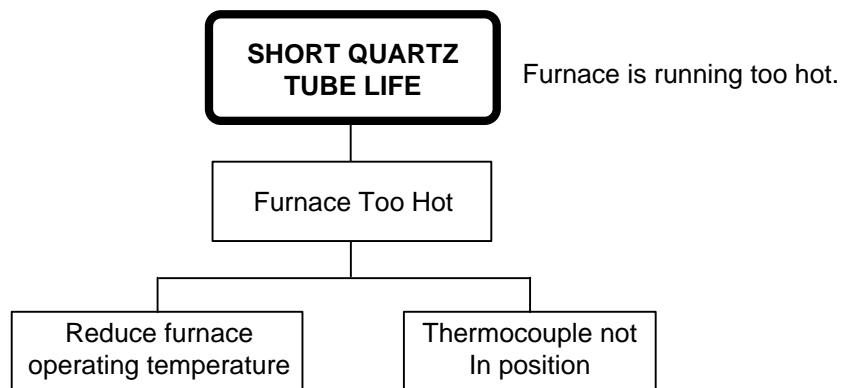 SHORT QUARTZ
TUBE LIFE
Furnace is running too hot.
Furnace Too Hot
Reduce furnace
operating temperature
Thermocouple not
In position